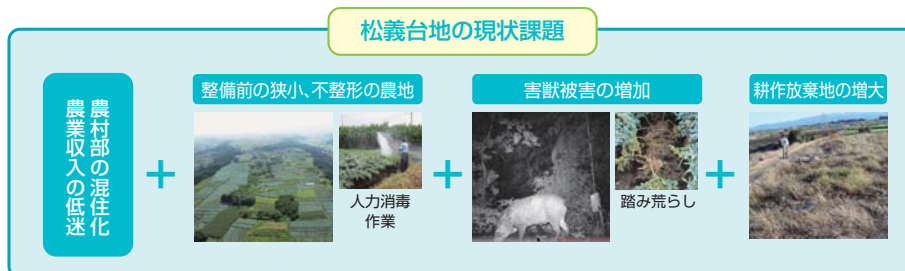 松義台地の現状課題
農村部の混住化
農業収入の低迷
+
整備前の狭小、不整形の農地
人力消毒
作業
+
害獣被害の増加
踏み荒らし
+
耕作放棄地の増大